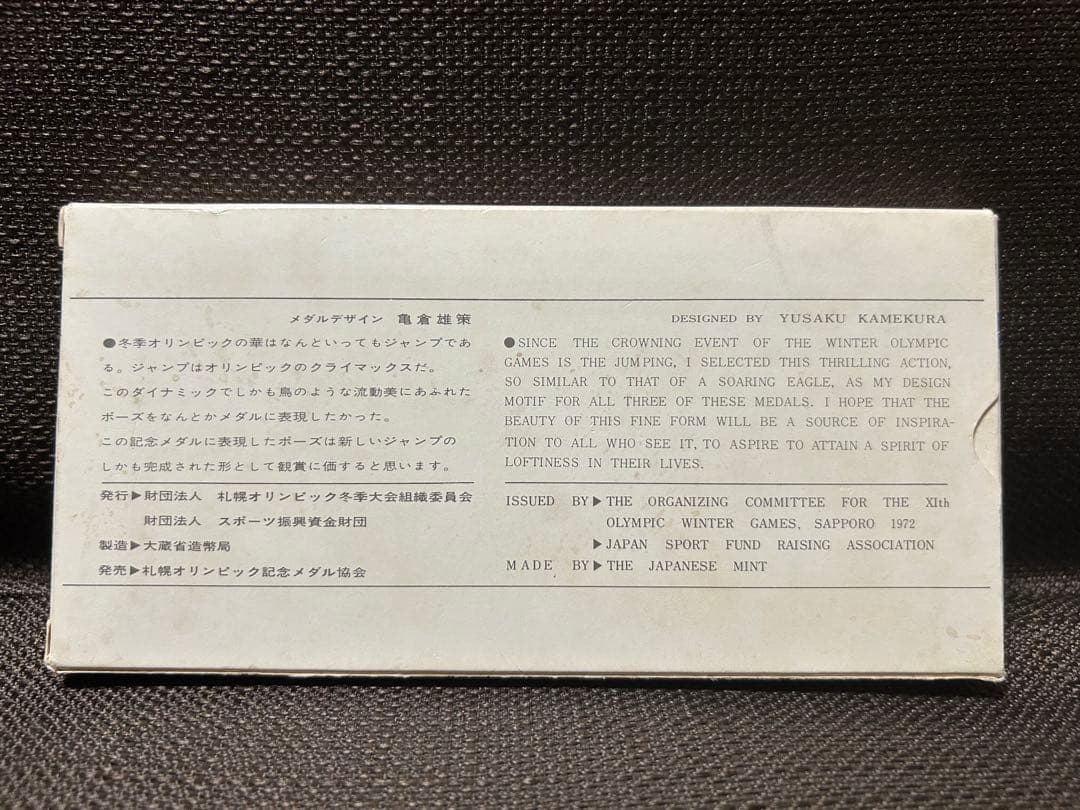 メダルデザイン 亀倉雄策
●冬季オリンピックの華はなんといってもジャンプであ
る。ジャンプはオリンピックのクライマックスだ。
このダイナミックでしかも鳥のような流動美にあふれた
ポーズをなんとかメダルに表現したかった。
この記念メダルに表現したポーズは新しいジャンプの
しかも完成された形として観賞に価すると思います。
発行▶財団法人 札幌オリンピック冬季大会組織委員会
財団法人 スポーツ振興資金財団
製造▶大蔵省造幣局
発売▶札幌オリンピック記念メダル協会
DESIGNED BY YUSAKU KAMEKURA
●SINCE THE CROWNING EVENT OF THE WINTER OLYMPIC
GAMES IS THE JUMPING, I SELECTED THIS THRILLING ACTION,
SO SIMILAR TO THAT OF A SOARING EAGLE, AS MY DESIGN
MOTIF FOR ALL THREE OF THESE MEDALS. I HOPE THAT THE
BEAUTY OF THIS FINE FORM WILL BE A SOURCE OF INSPIRA-
TION TO ALL WHO SEE IT, TO ASPIRE TO ATTAIN A SPIRIT OF
LOFTINESS IN THEIR LIVES.
ISSUED BY▶THE ORGANIZING COMMITTEE FOR THE XIth
OLYMPIC WINTER GAMES, SAPPORO 1972
▶JAPAN SPORT FUND RAISING ASSOCIATION
MADE BY▶THE JAPANESE MINT